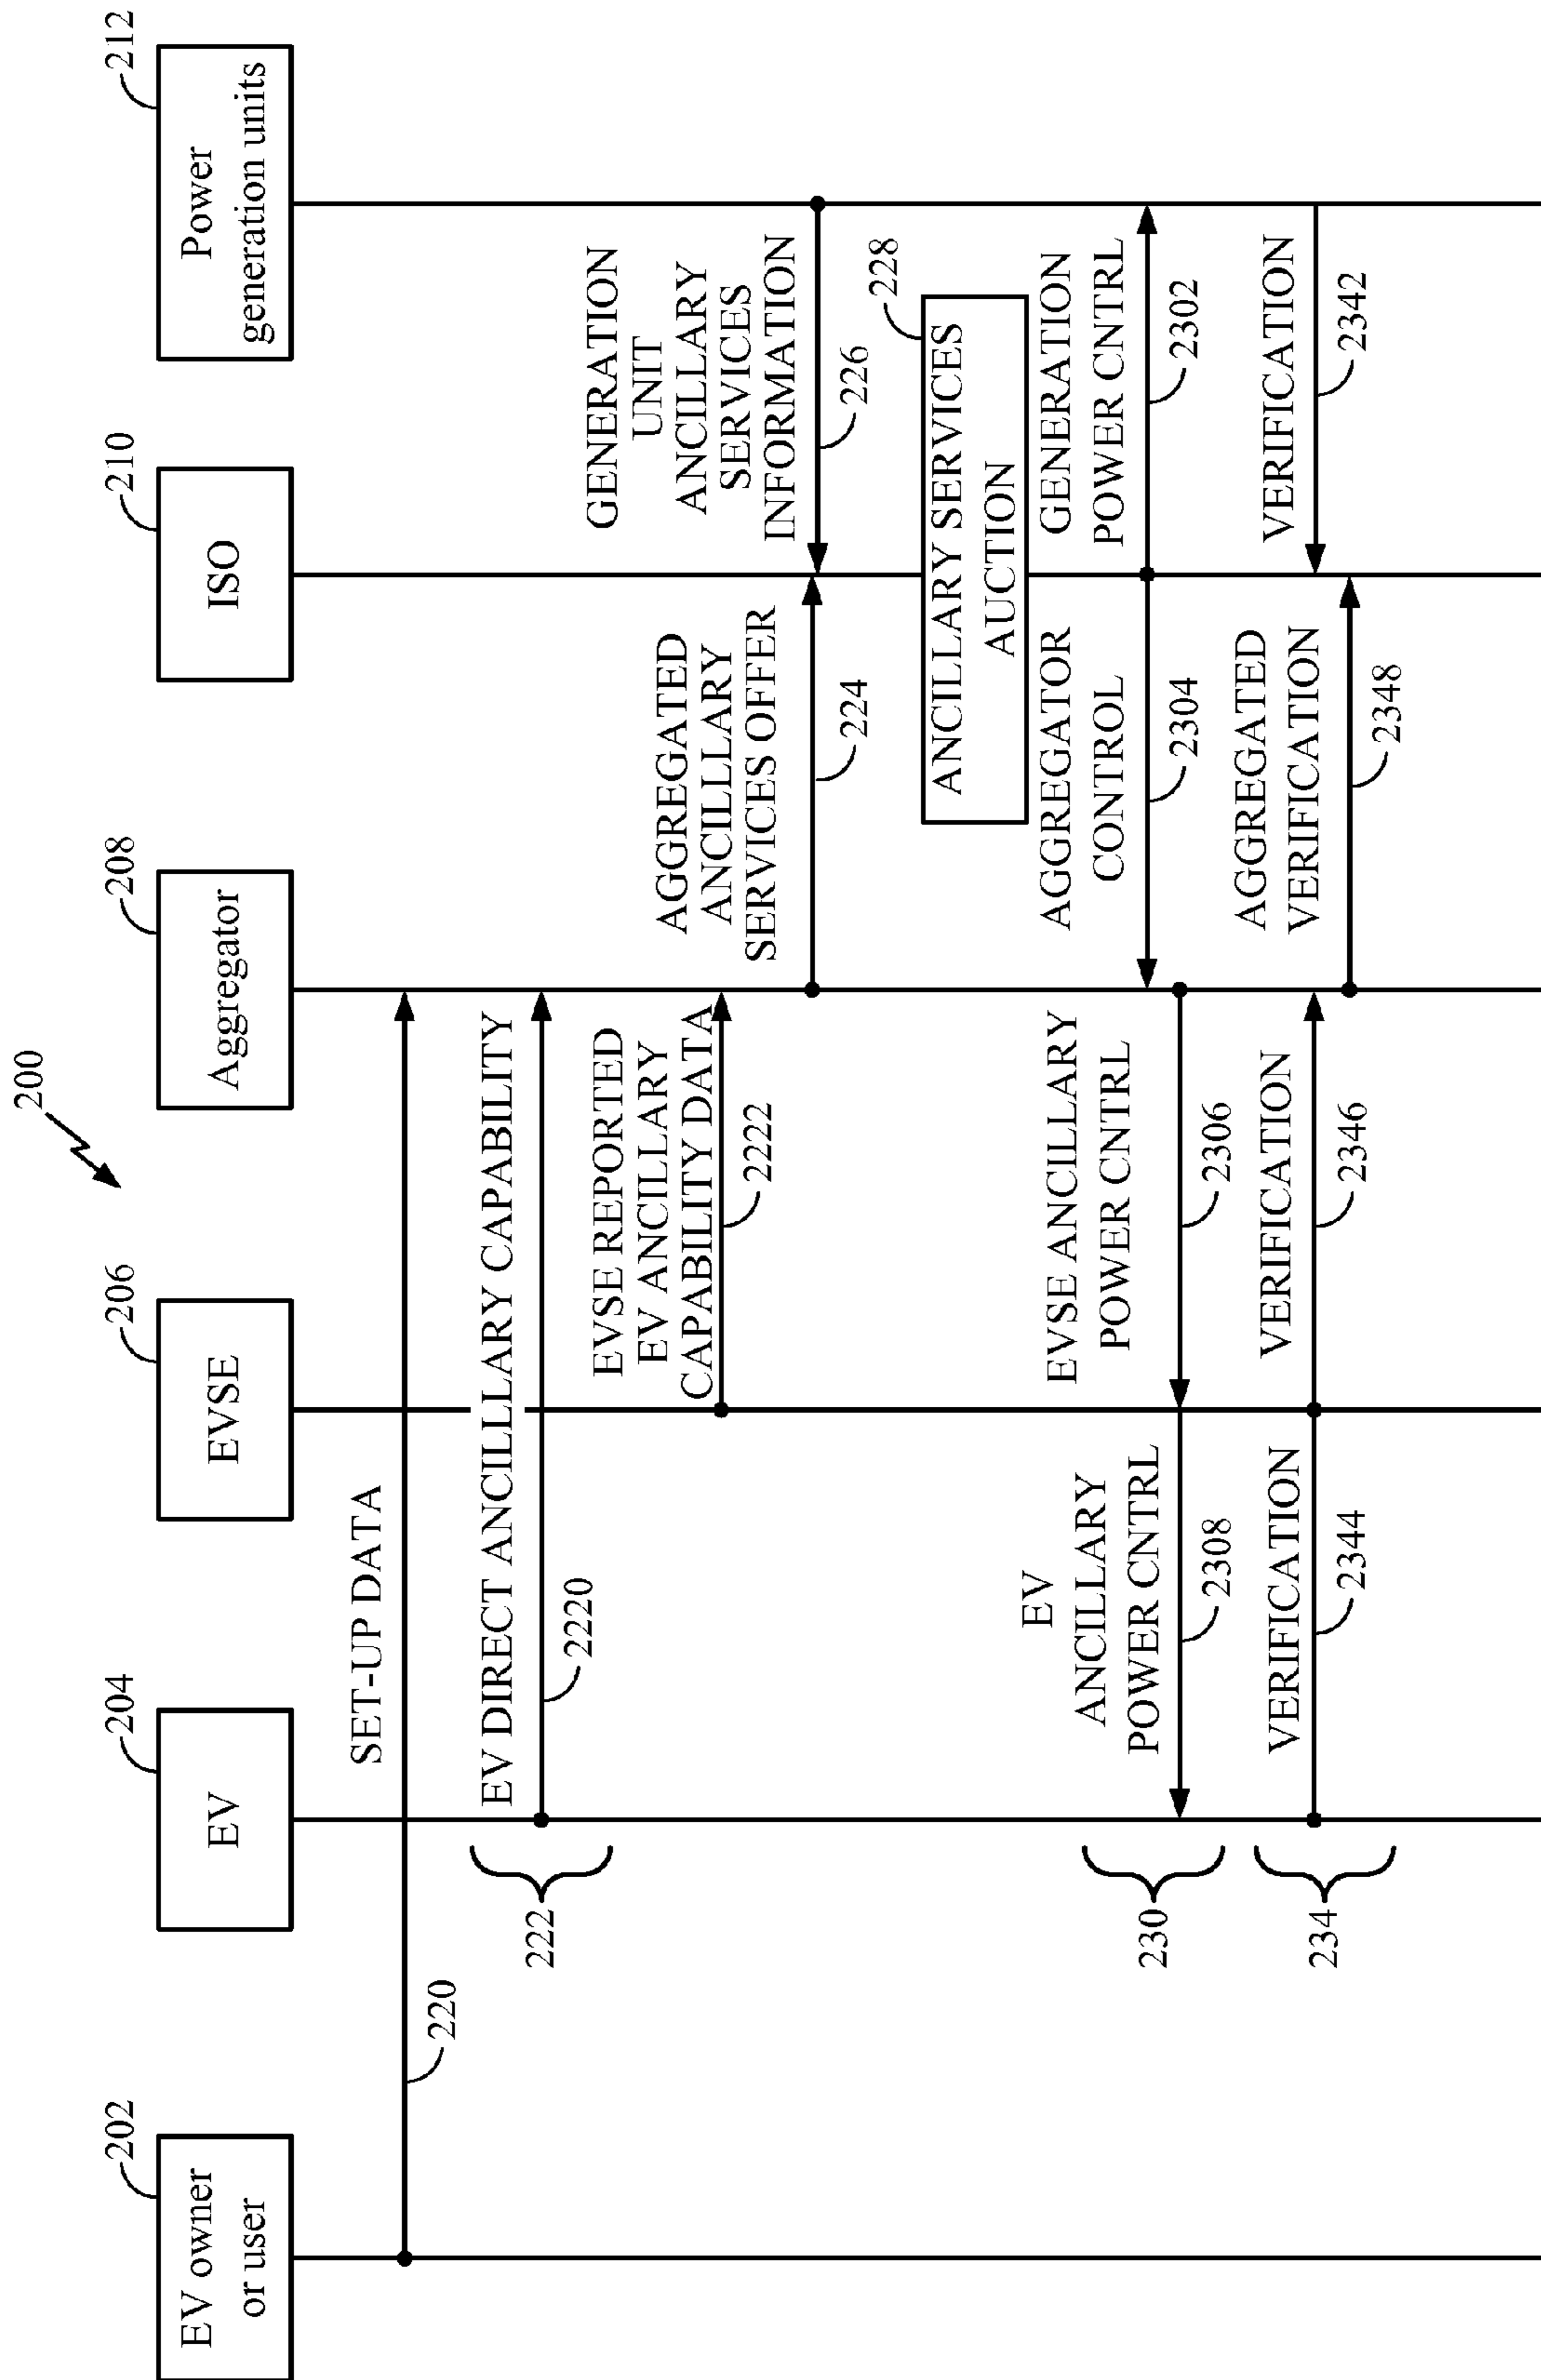 200
202
EV owner
or user
204
EV
206
EVSE
208
Aggregator
210
ISO
212
Power
generation units
SET-UP DATA
220
222
EV DIRECT ANCILLARY CAPABILITY
2220
EVSE REPORTED
EV ANCILLARY
CAPABILITY DATA
2222
AGGREGATED
ANCILLARY
SERVICES OFFER
224
GENERATION
UNIT
ANCILLARY
SERVICES
INFORMATION
226
228
ANCILLARY SERVICES
AUCTION
230
EV
ANCILLARY
POWER CNTRL
2308
EVSE ANCILLARY
POWER CNTRL
2306
AGGREGATOR
CONTROL
2304
GENERATION
POWER CNTRL
2302
234
VERIFICATION
2344
VERIFICATION
2346
AGGREGATED
VERIFICATION
2348
VERIFICATION
2342